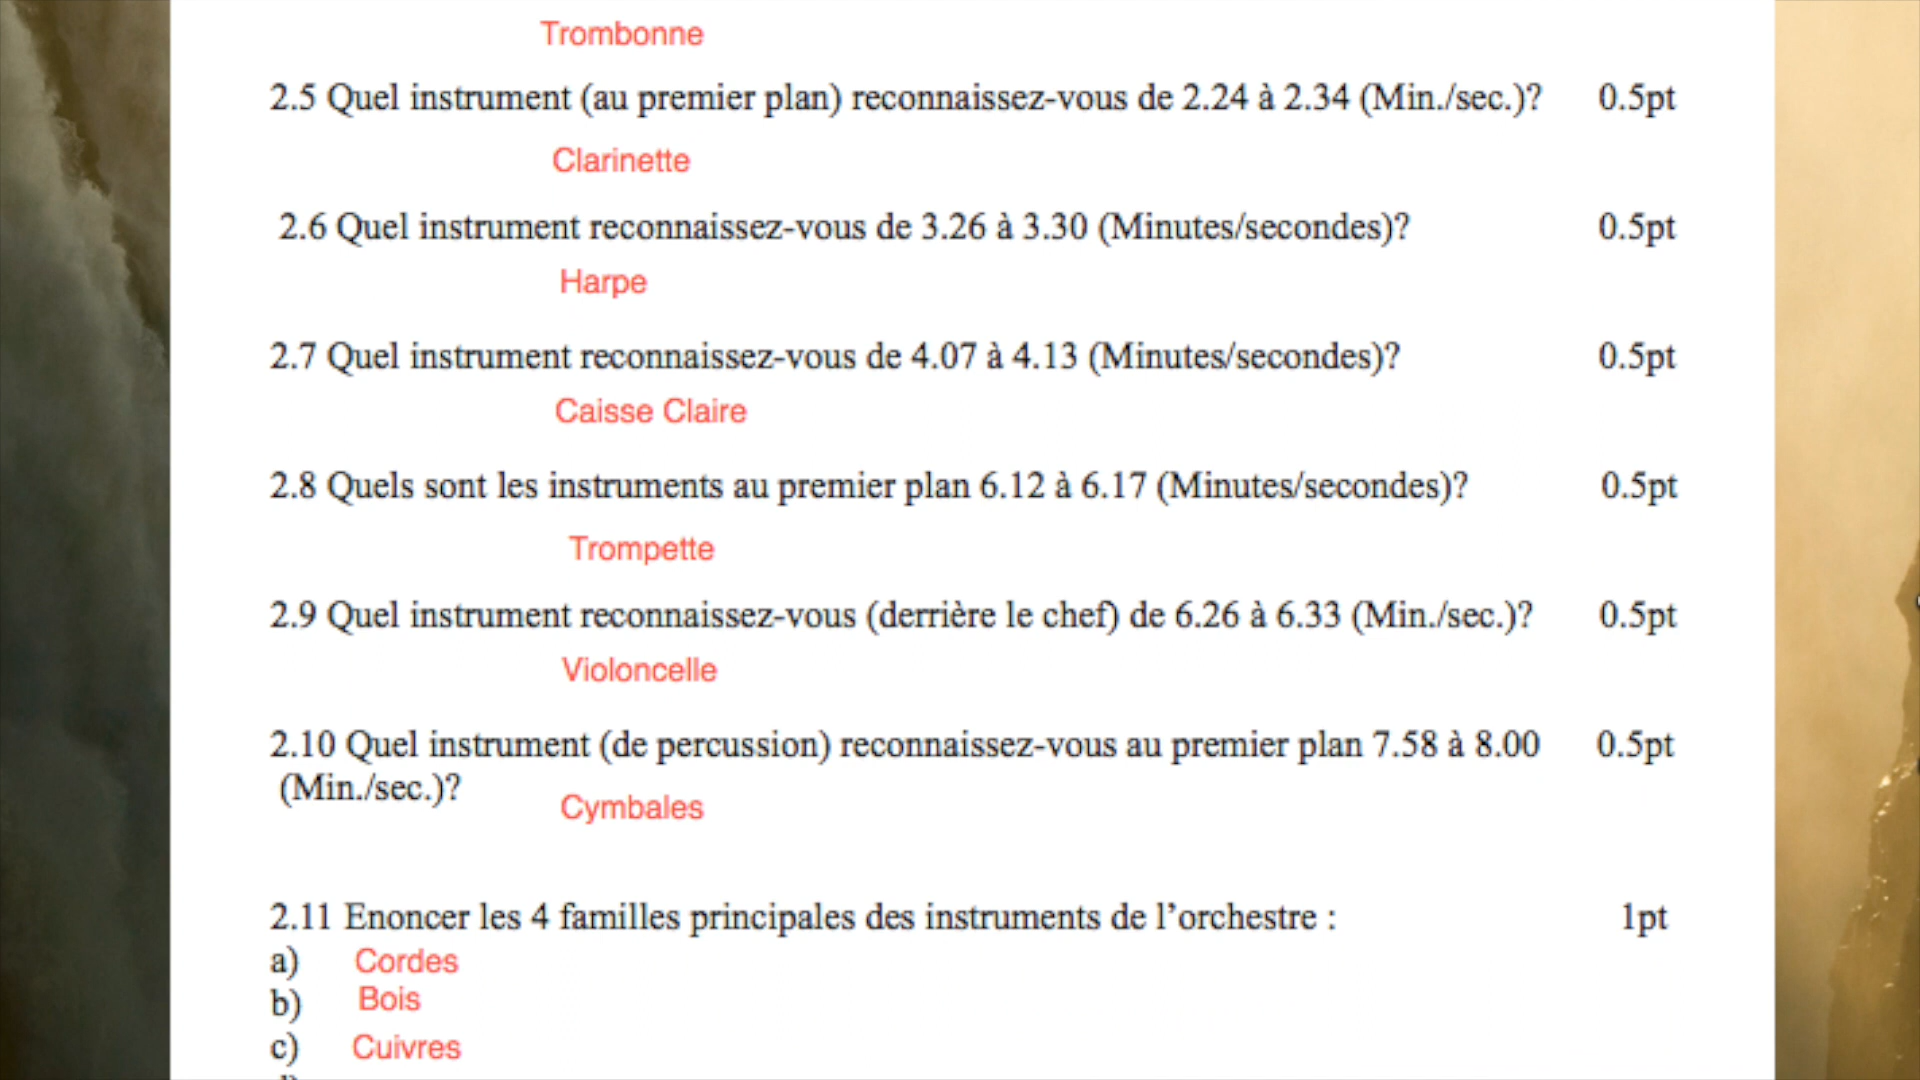 Trombonne
2.5 Quel instrument (au premier plan) reconnaissez-vous de 2.24 à 2.34 (Min./sec.)? 0.5pt
Clarinette
2.6 Quel instrument reconnaissez-vous de 3.26 à 3.30 (Minutes/secondes)? 0.5pt
Harpe
2.7 Quel instrument reconnaissez-vous de 4.07 à 4.13 (Minutes/secondes)? 0.5pt
Caisse Claire
2.8 Quels sont les instruments au premier plan 6.12 à 6.17 (Minutes/secondes)? 0.5pt
Trompette
2.9 Quel instrument reconnaissez-vous (derrière le chef) de 6.26 à 6.33 (Min./sec.)? 0.5pt
Violoncelle
2.10 Quel instrument (de percussion) reconnaissez-vous au premier plan 7.58 à 8.00 0.5pt
(Min./sec.)?
Cymbales
2.11 Enoncer les 4 familles principales des instruments de l’orchestre : 1pt
a) Cordes
b) Bois
c) Cuivres